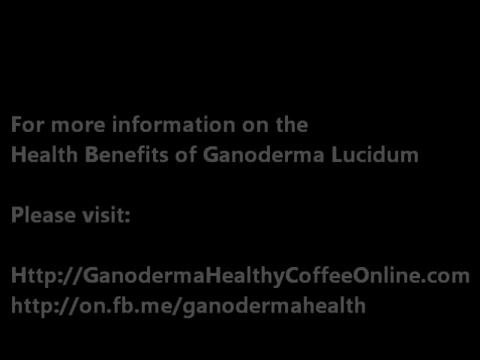 For more information on the
Health Benefits of Ganoderma Lucidum
Please visit:
Http://GanodermaHealthyCoffeeOnline.com
http://on.fb.me/ganodermahealth